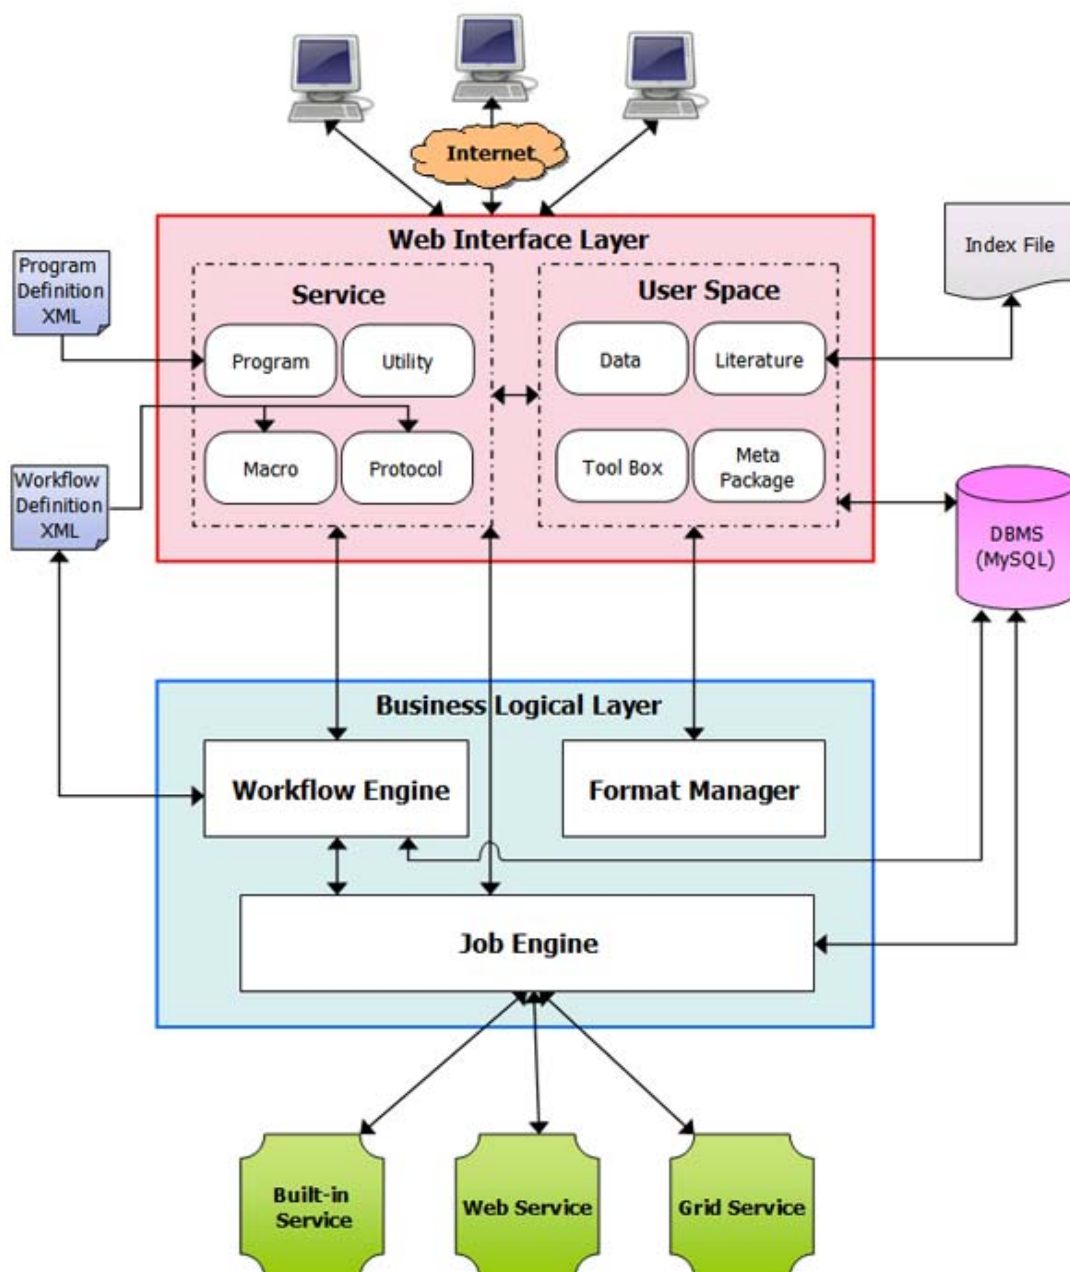 Internet
Web Interface Layer
Program
Definition
XML
Service
User Space
Index File
Program
Utility
Data
Literature
Macro
Protocol
Tool Box
Meta
Package
Workflow
Definition
XML
DBMS
(MySQL)
Business Logical Layer
Workflow Engine
Format Manager
Job Engine
Built-in
Service
Web Service
Grid Service